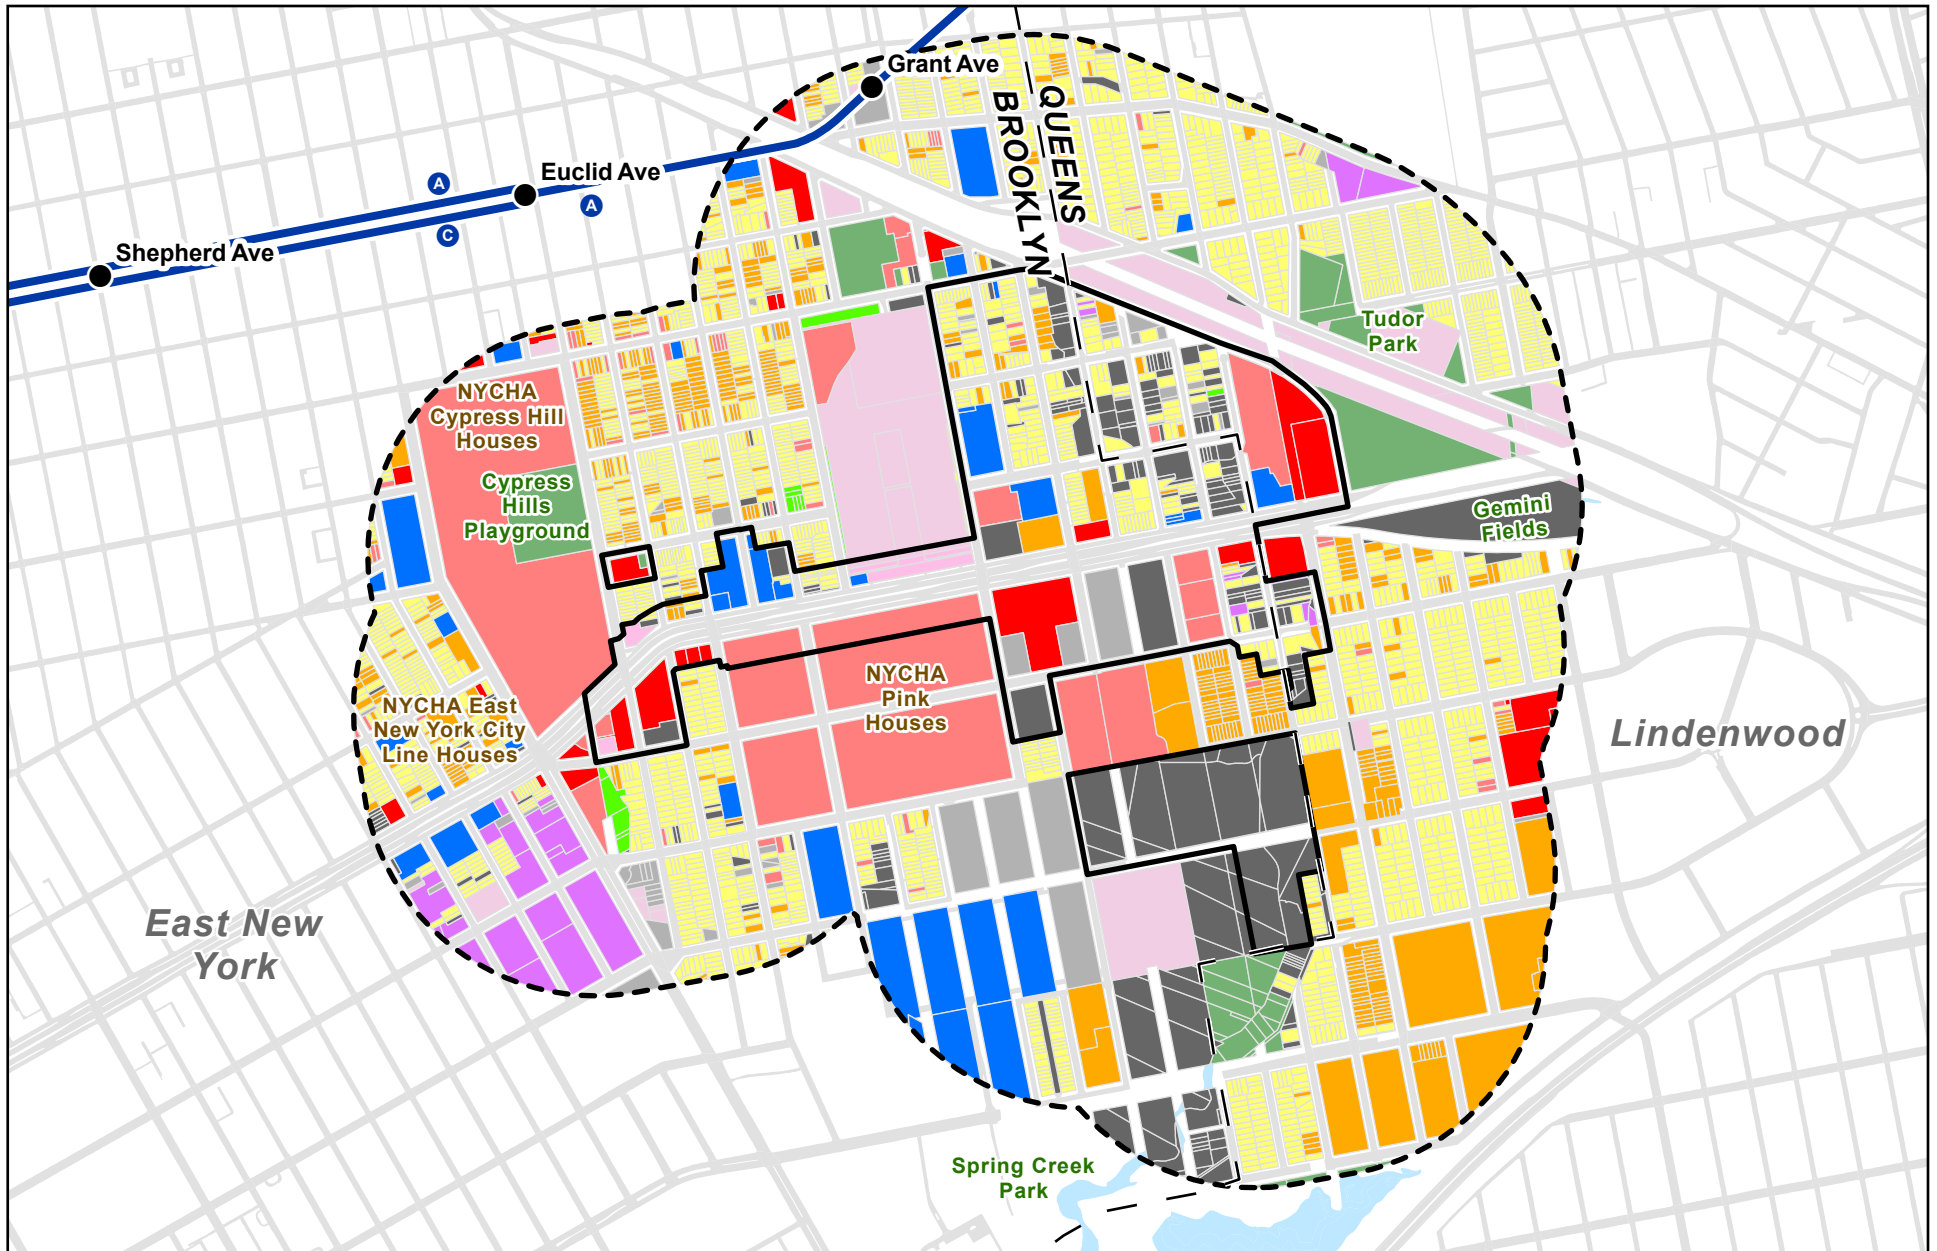 Grant Ave
QUEENS
BROOKLYN
A
Euclid Ave
A
C
Shepherd Ave
Tudor
Park
NYCHA
Cypress Hill
Houses
Cypress
Hills
Playground
Gemini
Fields
NYCHA
Pink
Houses
NYCHA East
New York City
Line Houses
Lindenwood
East New
York
Spring Creek
Park